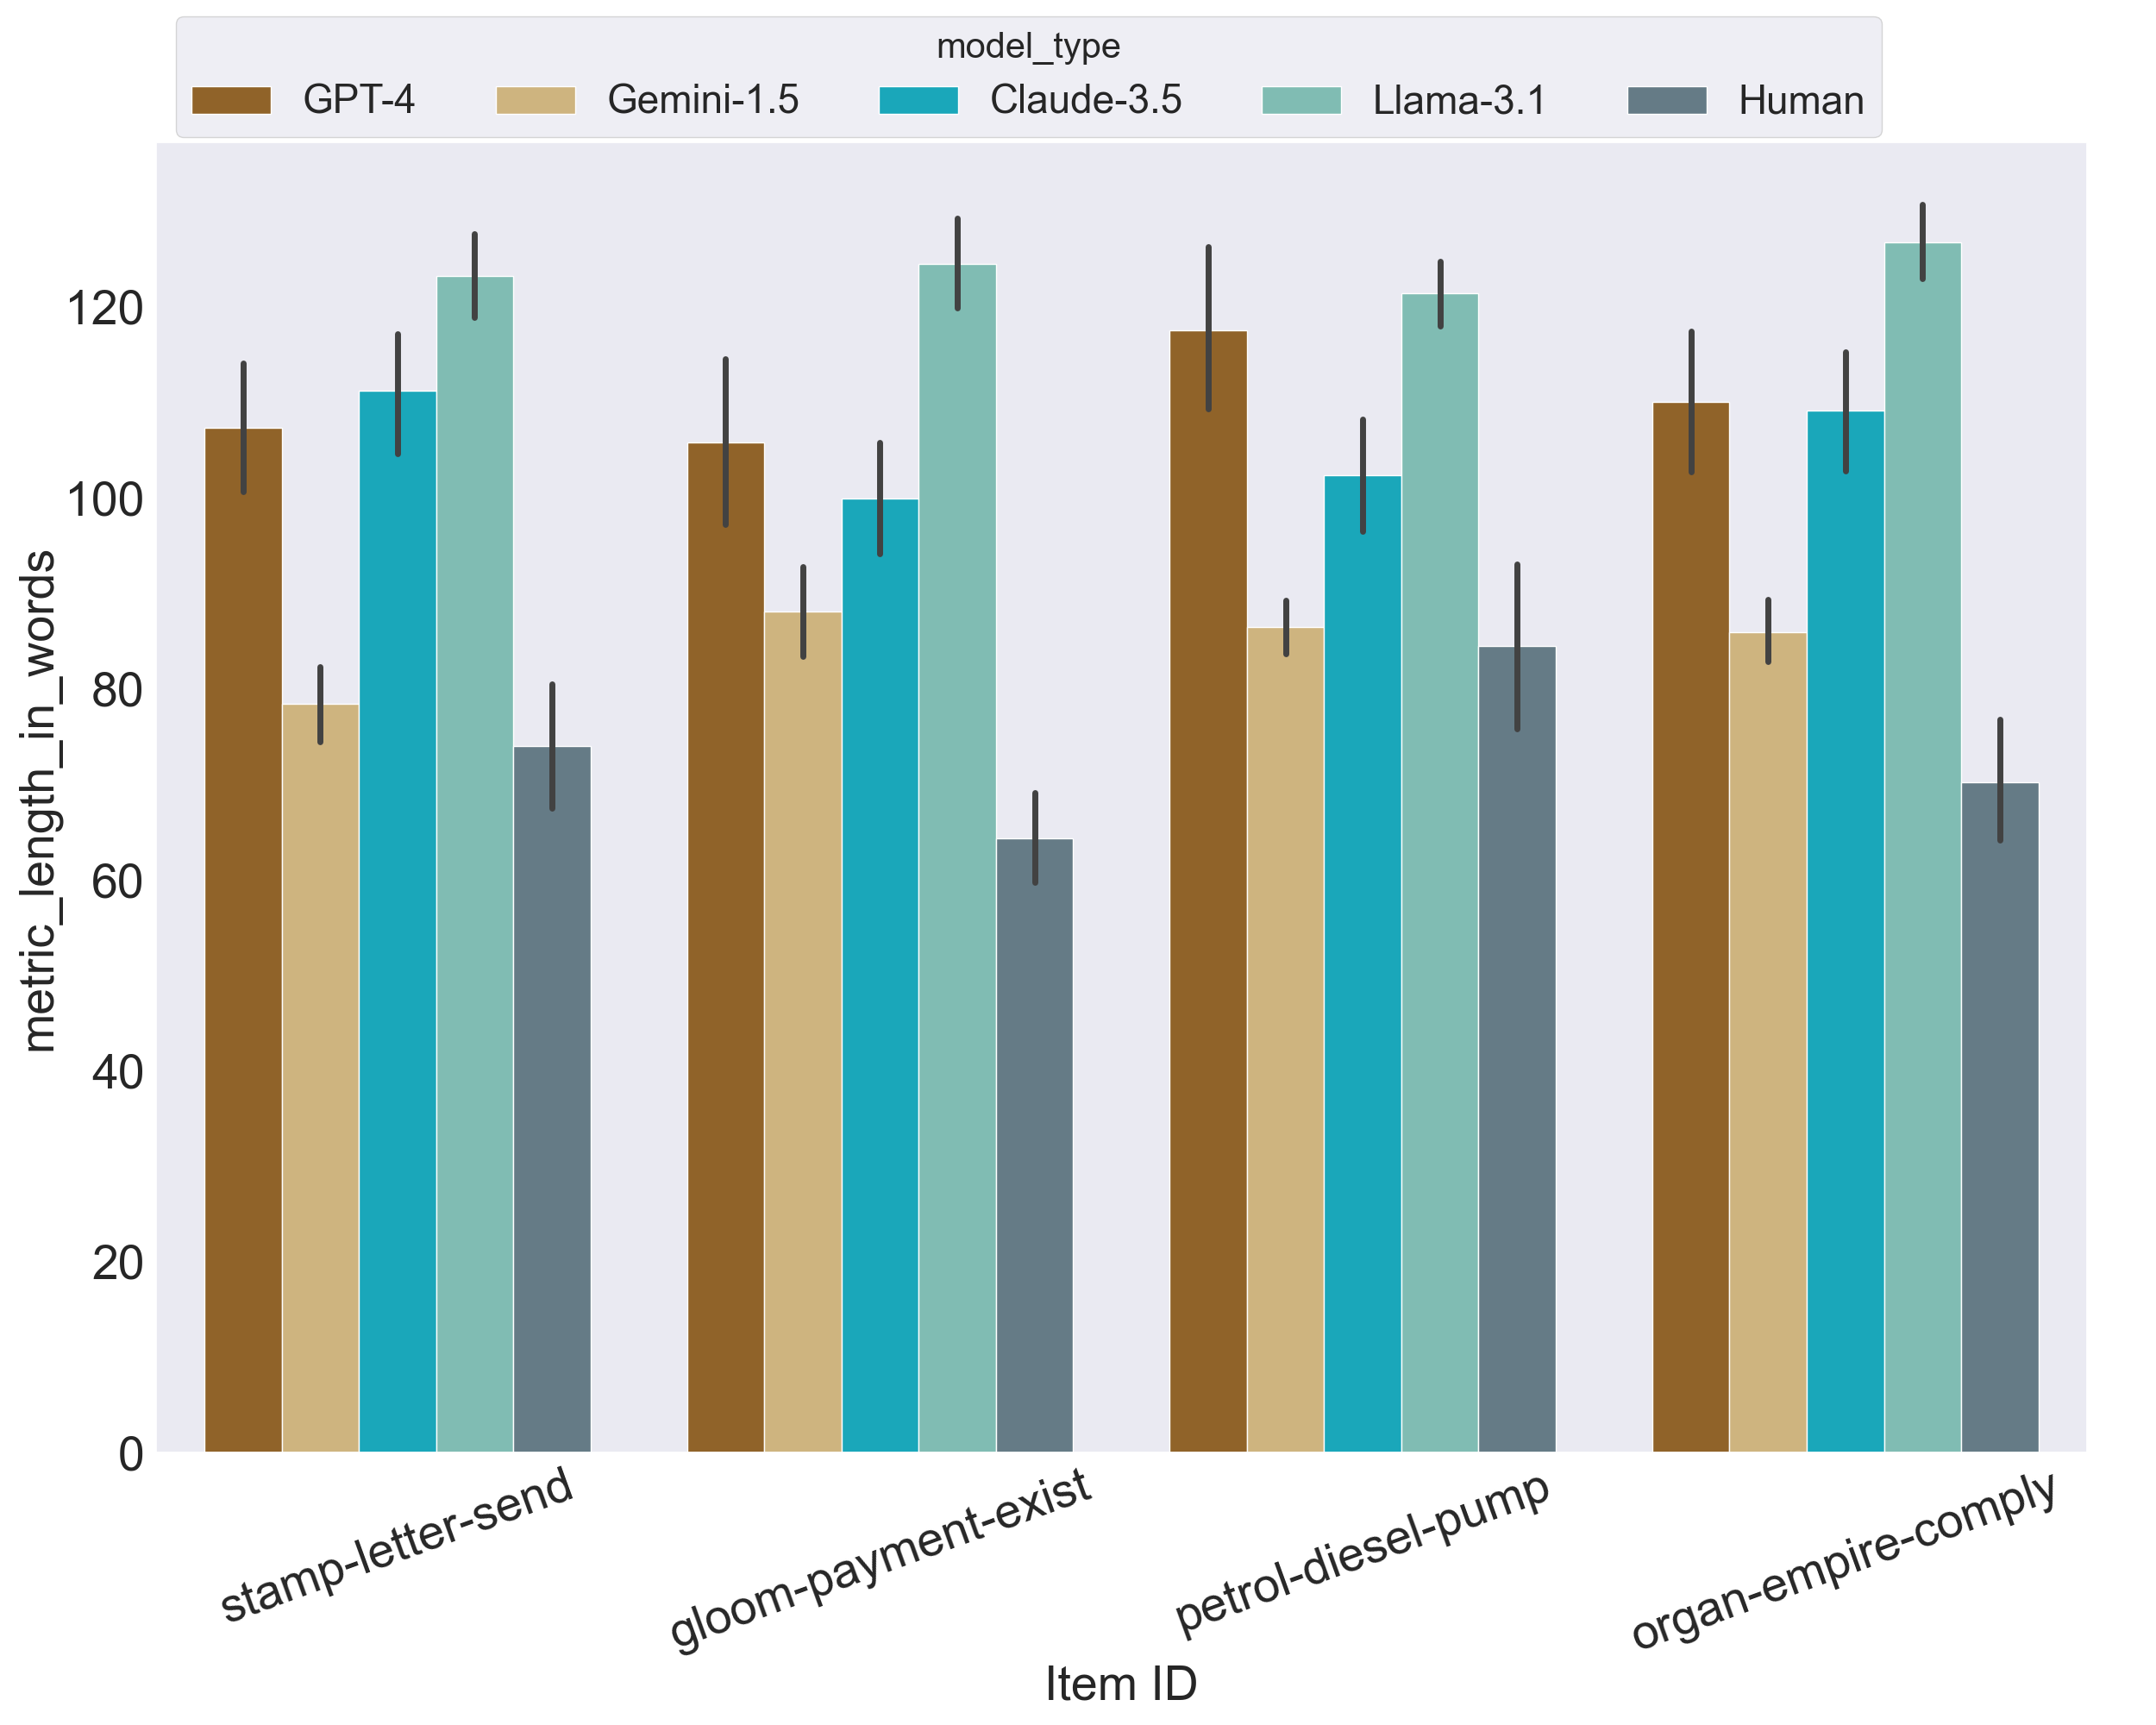 model_type
GPT-4 Gemini-1.5 Claude-3.5 Llama-3.1 Human
metric_length_in_words
120
100
80
60
40
20
0
stamp-letter-send gloom-payment-exist petrol-diesel-pump organ-empire-comply
Item ID